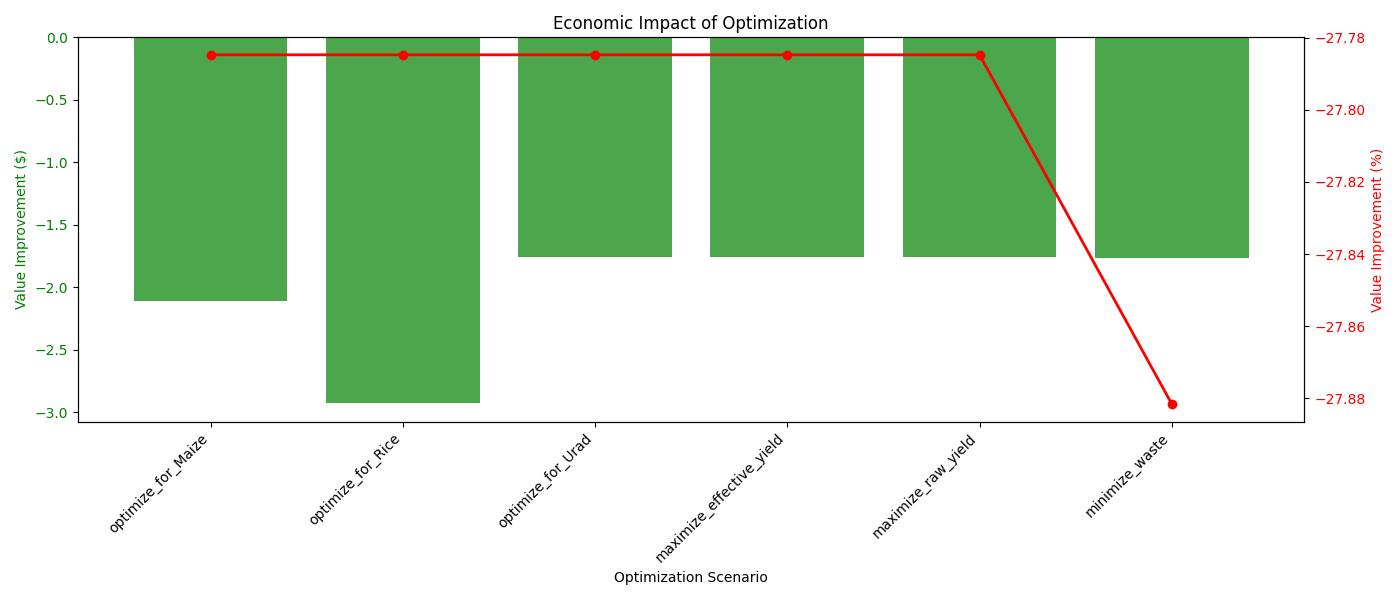 Economic Impact of Optimization
Value Improvement ($)
0.0
−0.5
−1.0
−1.5
−2.0
−2.5
−3.0
−27.78
−27.80
−27.82
−27.84
−27.86
−27.88
Value Improvement (%)
optimize_for_Maize
optimize_for_Rice
optimize_for_Urad
maximize_effective_yield
maximize_raw_yield
minimize_waste
Optimization Scenario